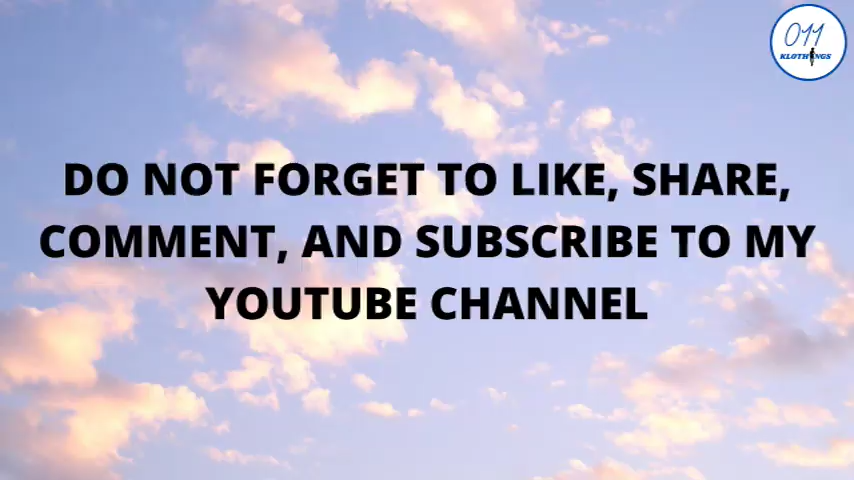 011
KLOTHINGS
DO NOT FORGET TO LIKE, SHARE,
COMMENT, AND SUBSCRIBE TO MY
YOUTUBE CHANNEL